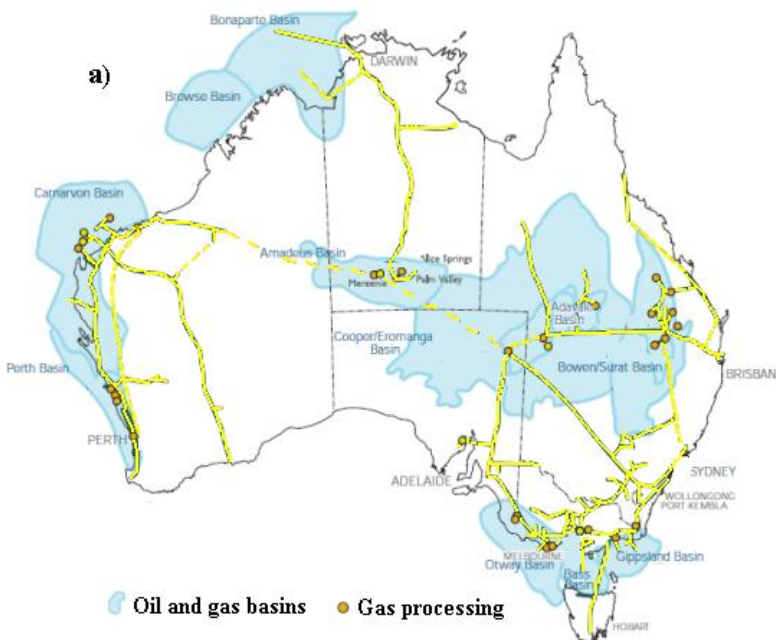 Bonaparte Basin
DARWIN
a)
Browse Basin
Carnarvon Basin
Amadeus Basin
Alice Springs
Mereenie
Palm Valley
Adavale
Basin
Cooper/Eromanga
Basin
Perth Basin
Bowen/Surat Basin
BRISBAN
PERTH
ADELAIDE
SYDNEY
WOLLONGONG
PORT KEMBLA
MELBOURNE
Otway Basin
Gippsland Basin
Bass
Basin
Oil and gas basins
Gas processing
HOBART